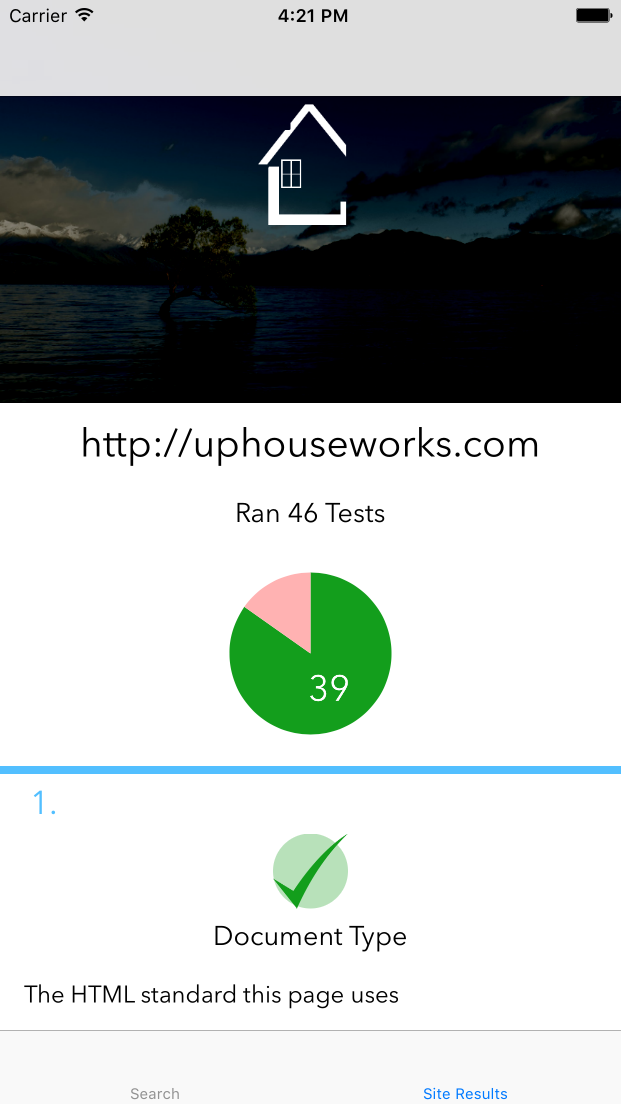 Carrier 4:21 PM
http://uphouseworks.com
Ran 46 Tests
39
1.
Document Type
The HTML standard this page uses
Search Site Results